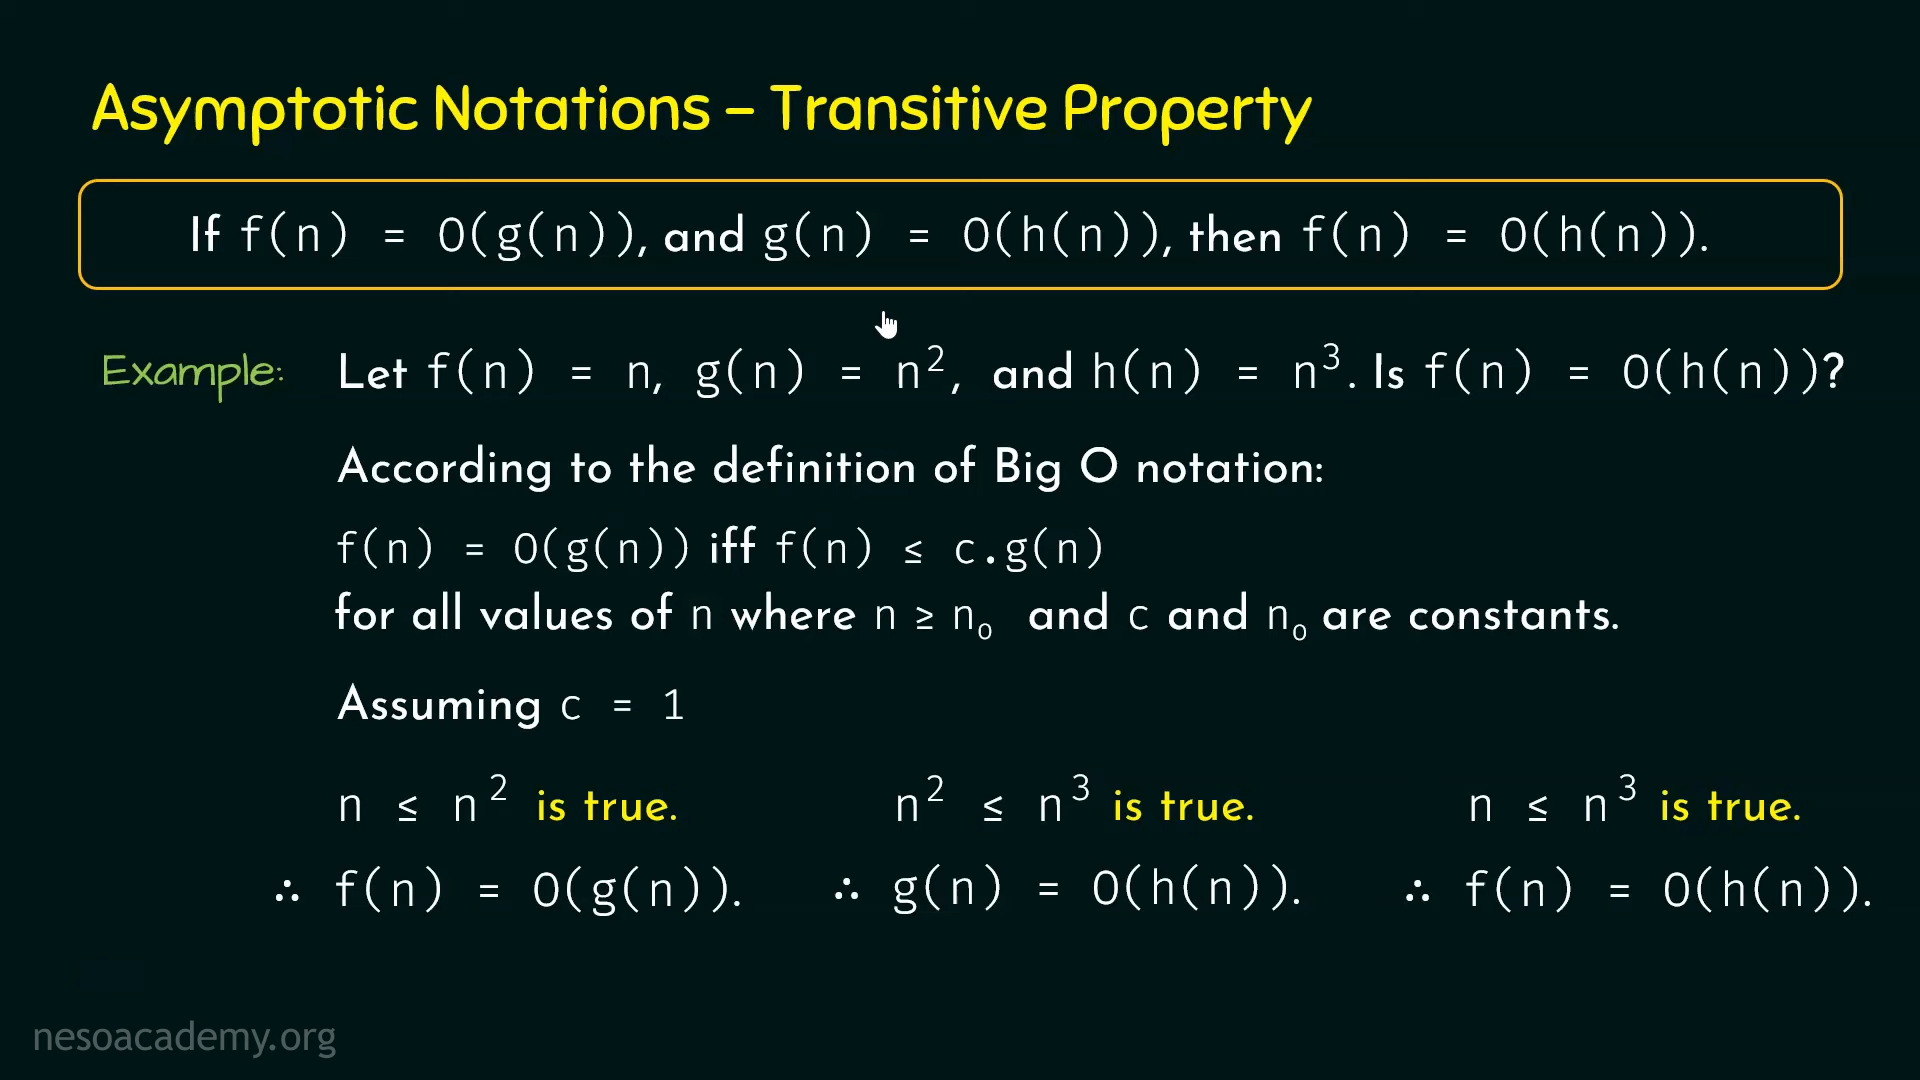 Asymptotic Notations – Transitive Property
If f(n) = O(g(n)), and g(n) = O(h(n)), then f(n) = O(h(n)).
Example: Let f(n) = n, g(n) = n², and h(n) = n³. Is f(n) = O(h(n))?
According to the definition of Big O notation:
f(n) = O(g(n)) iff f(n) ≤ c.g(n)
for all values of n where n ≥ n₀ and c and n₀ are constants.
Assuming c = 1
n ≤ n² is true. n² ≤ n³ is true. n ≤ n³ is true.
∴ f(n) = O(g(n)). ∴ g(n) = O(h(n)). ∴ f(n) = O(h(n)).
nesoacademy.org